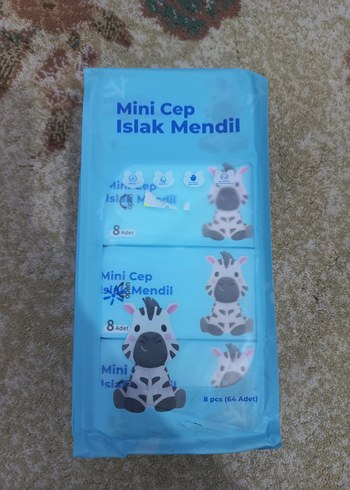 Mini Cep
Islak Mendil
Mini Cep
Islak Mendil
8 Adet
Mini Cep
Islak Mendil
8 Adet
Mini
8 pcs (64 Adet)